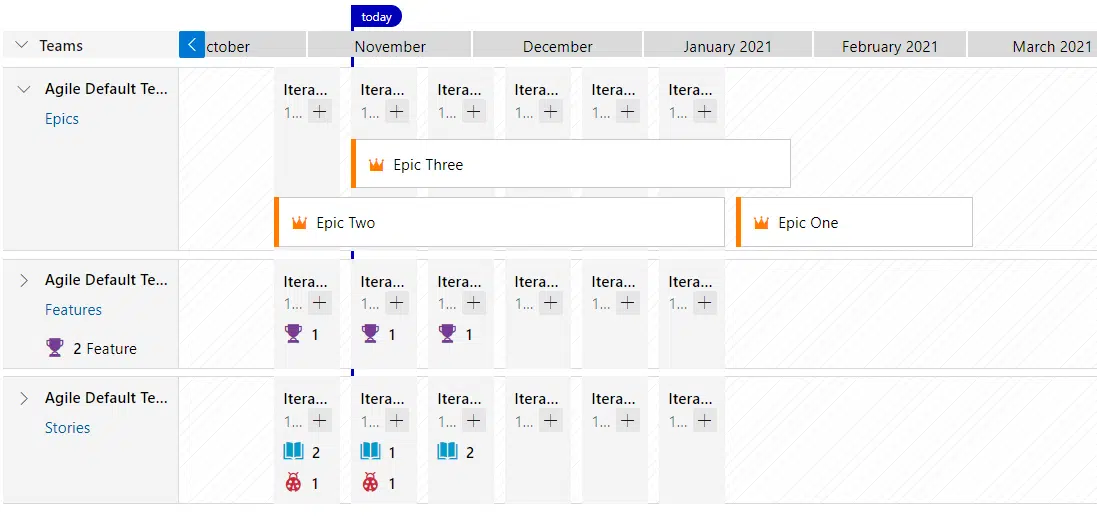 today
Teams
ctober November December January 2021 February 2021 March 2021
Agile Default Te... Itera... Itera... Itera... Itera... Itera... Itera...
1... + 1... + 1... + 1... + 1... + 1... +
Epics
Epic Three
Epic Two Epic One
Agile Default Te... Itera... Itera... Itera... Itera... Itera... Itera...
Features 1... + 1... + 1... + 1... + 1... + 1... +
1 1 1
2 Feature
Agile Default Te... Itera... Itera... Itera... Itera... Itera... Itera...
Stories 1... + 1... + 1... + 1... + 1... + 1... +
2 1 2
1 1